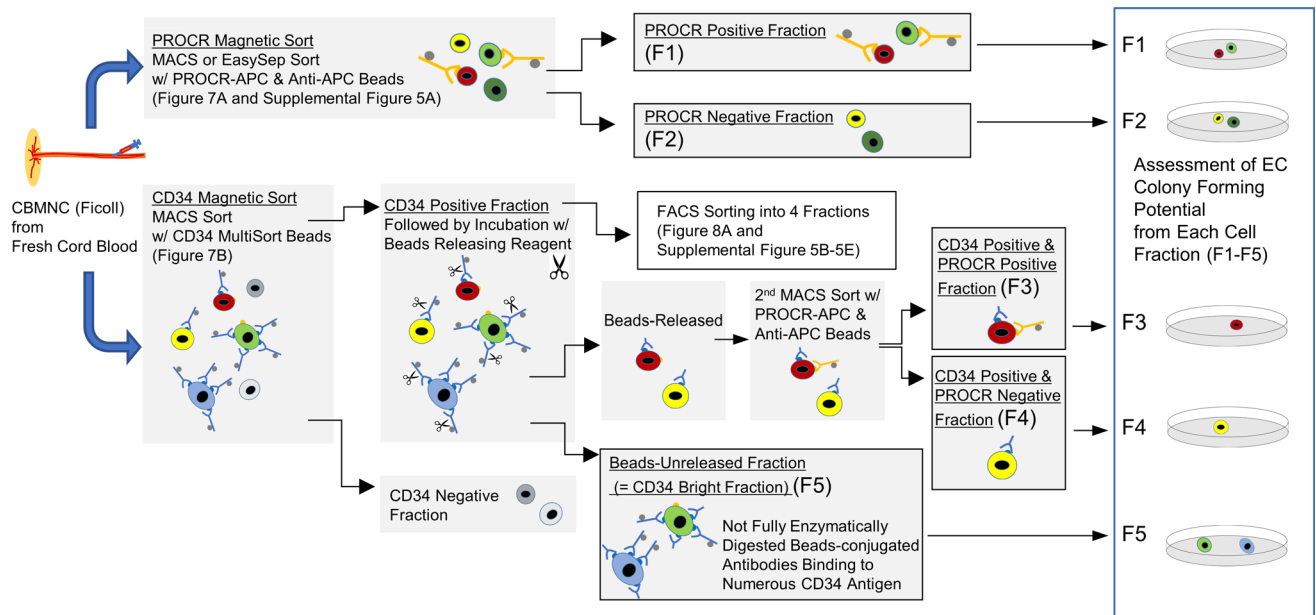 PROCR Magnetic Sort
MACS or EasySep Sort
w/ PROCR-APC & Anti-APC Beads
(Figure 7A and Supplemental Figure 5A)
PROCR Positive Fraction
(F1)
PROCR Negative Fraction
(F2)
CBMNC (Ficoll)
from
Fresh Cord Blood
CD34 Magnetic Sort
MACS Sort
w/ CD34 MultiSort Beads
(Figure 7B)
CD34 Positive Fraction
Followed by Incubation w/
Beads Releasing Reagent
FACS Sorting into 4 Fractions
(Figure 8A and
Supplemental Figure 5B-5E)
Beads-Released
2nd MACS Sort w/
PROCR-APC &
Anti-APC Beads
CD34 Positive &
PROCR Positive
Fraction (F3)
CD34 Positive &
PROCR Negative
Fraction (F4)
CD34 Negative
Fraction
Beads-Unreleased Fraction
(= CD34 Bright Fraction) (F5)
Not Fully Enzymatically
Digested Beads-conjugated
Antibodies Binding to
Numerous CD34 Antigen
F1
F2
Assessment of EC
Colony Forming
Potential
from Each Cell
Fraction (F1-F5)
F3
F4
F5